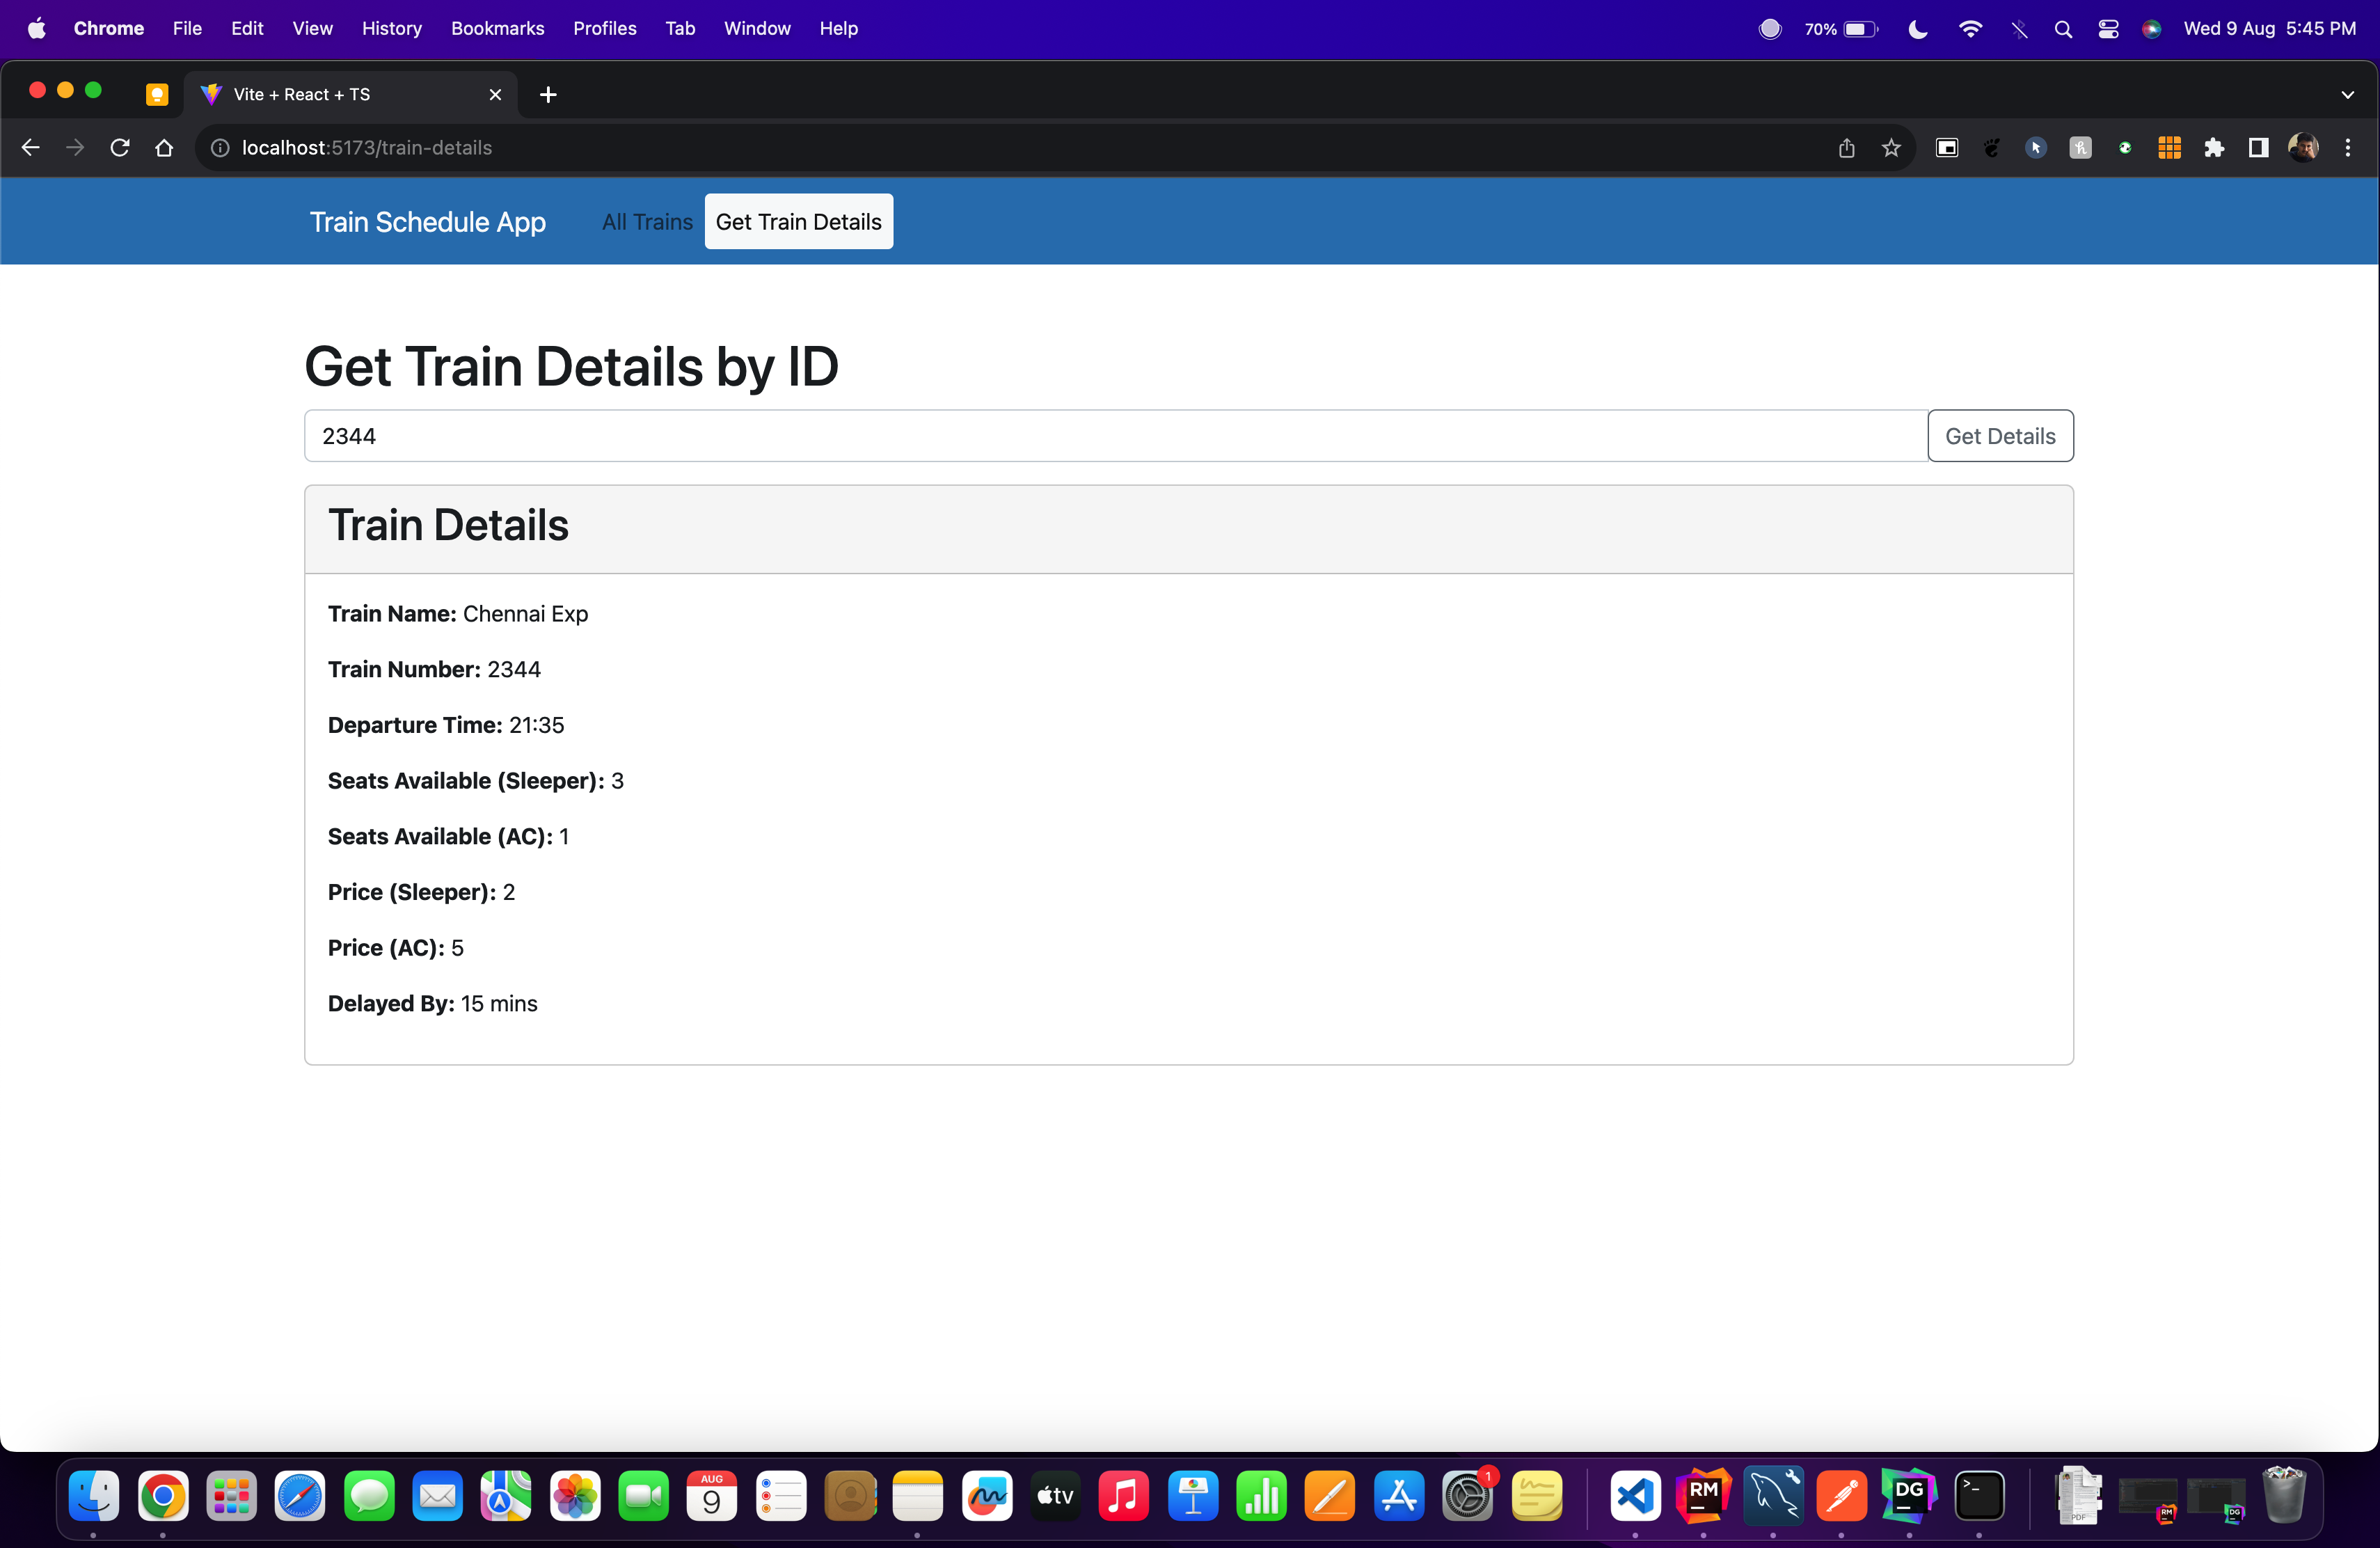 Chrome File Edit View History Bookmarks Profiles Tab Window Help 70% Wed 9 Aug 5:45 PM
Vite + React + TS
localhost:5173/train-details
Train Schedule App All Trains Get Train Details
Get Train Details by ID
2344 Get Details
Train Details
Train Name: Chennai Exp
Train Number: 2344
Departure Time: 21:35
Seats Available (Sleeper): 3
Seats Available (AC): 1
Price (Sleeper): 2
Price (AC): 5
Delayed By: 15 mins
AUG
9
tv
1
RM
DG
>_
PDF
RM
DG